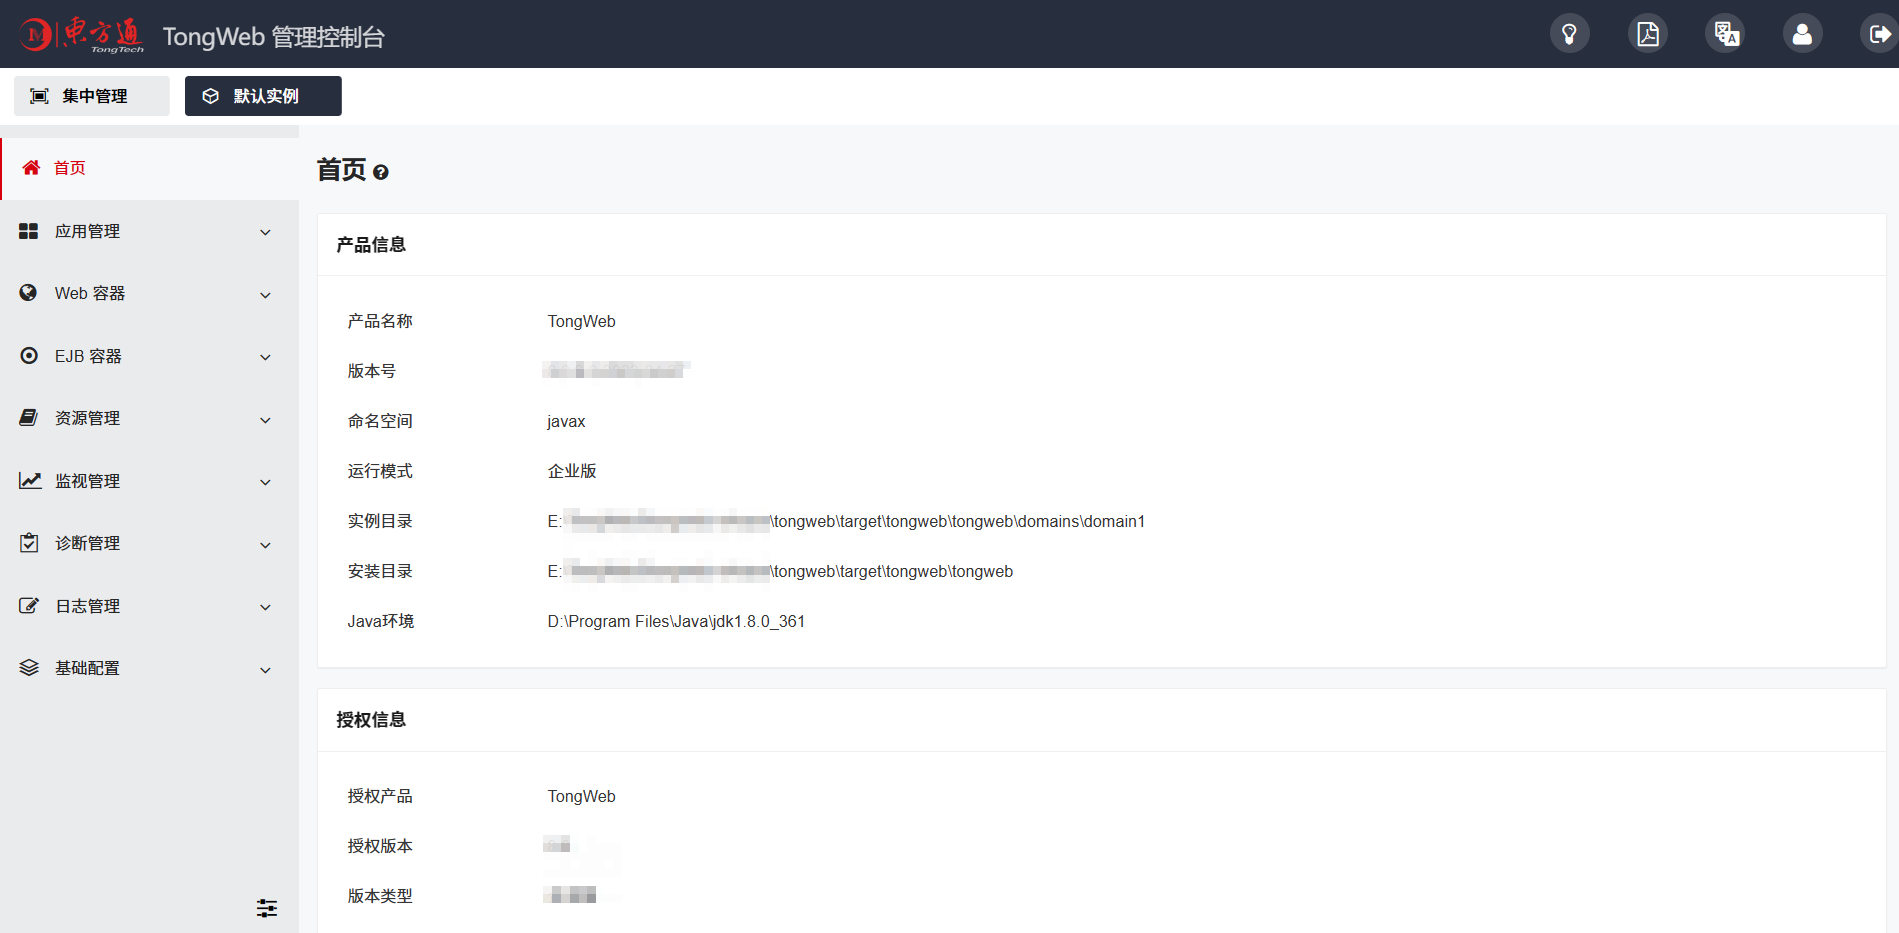 東方通 TongTech TongWeb 管理控制台
集中管理 默认实例
首页
应用管理
Web 容器
EJB 容器
资源管理
监视管理
诊断管理
日志管理
基础配置
首页
产品信息
产品名称 TongWeb
版本号
命名空间 javax
运行模式 企业版
实例目录 E:\tongweb\target\tongweb\tongweb\domains\domain1
安装目录 E:\tongweb\target\tongweb\tongweb
Java环境 D:\Program Files\Java\jdk1.8.0_361
授权信息
授权产品 TongWeb
授权版本
版本类型